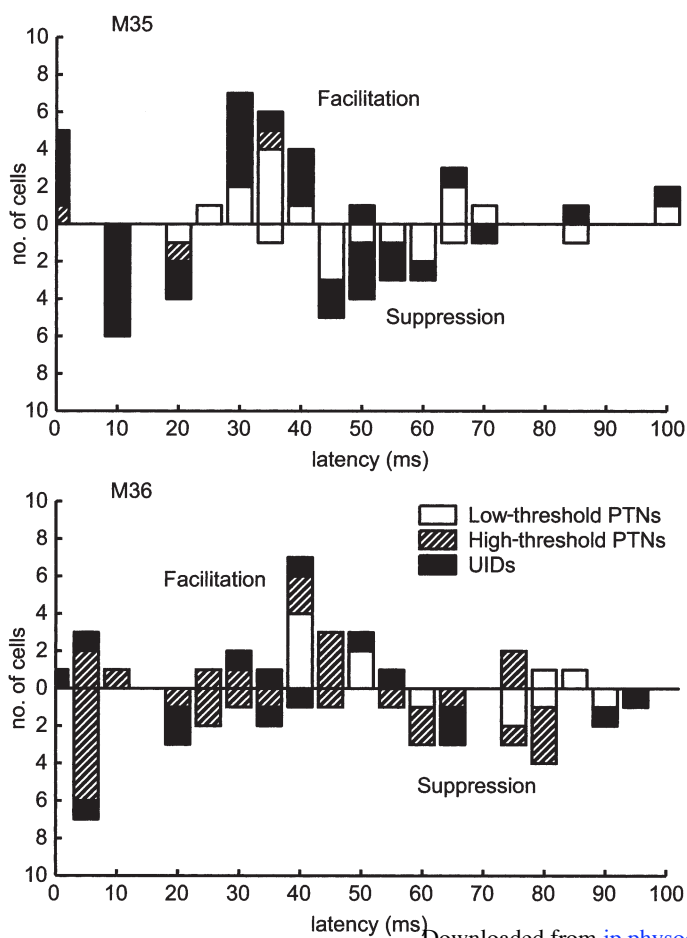 M35
10
8
6
4
2
0
2
4
6
8
10
no. of cells
Facilitation
Suppression
0 10 20 30 40 50 60 70 80 90 100
latency (ms)
M36
10
8
6
4
2
0
2
4
6
8
10
no. of cells
Low-threshold PTNs
High-threshold PTNs
UIDs
Facilitation
Suppression
0 10 20 30 40 50 60 70 80 90 100
latency (ms)
Downloaded from